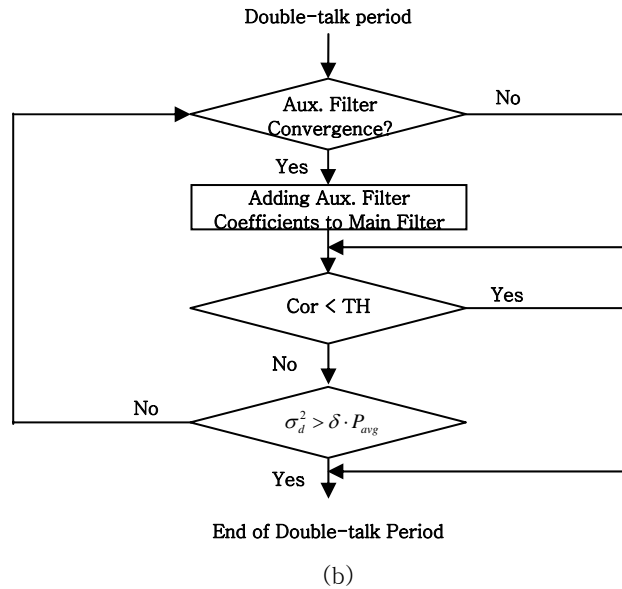 Double-talk period
Aux. Filter
Convergence?
No
Yes
Adding Aux. Filter
Coefficients to Main Filter
Cor < TH
Yes
No
No
σ_d^2 > δ · P_avg
Yes
End of Double-talk Period
(b)